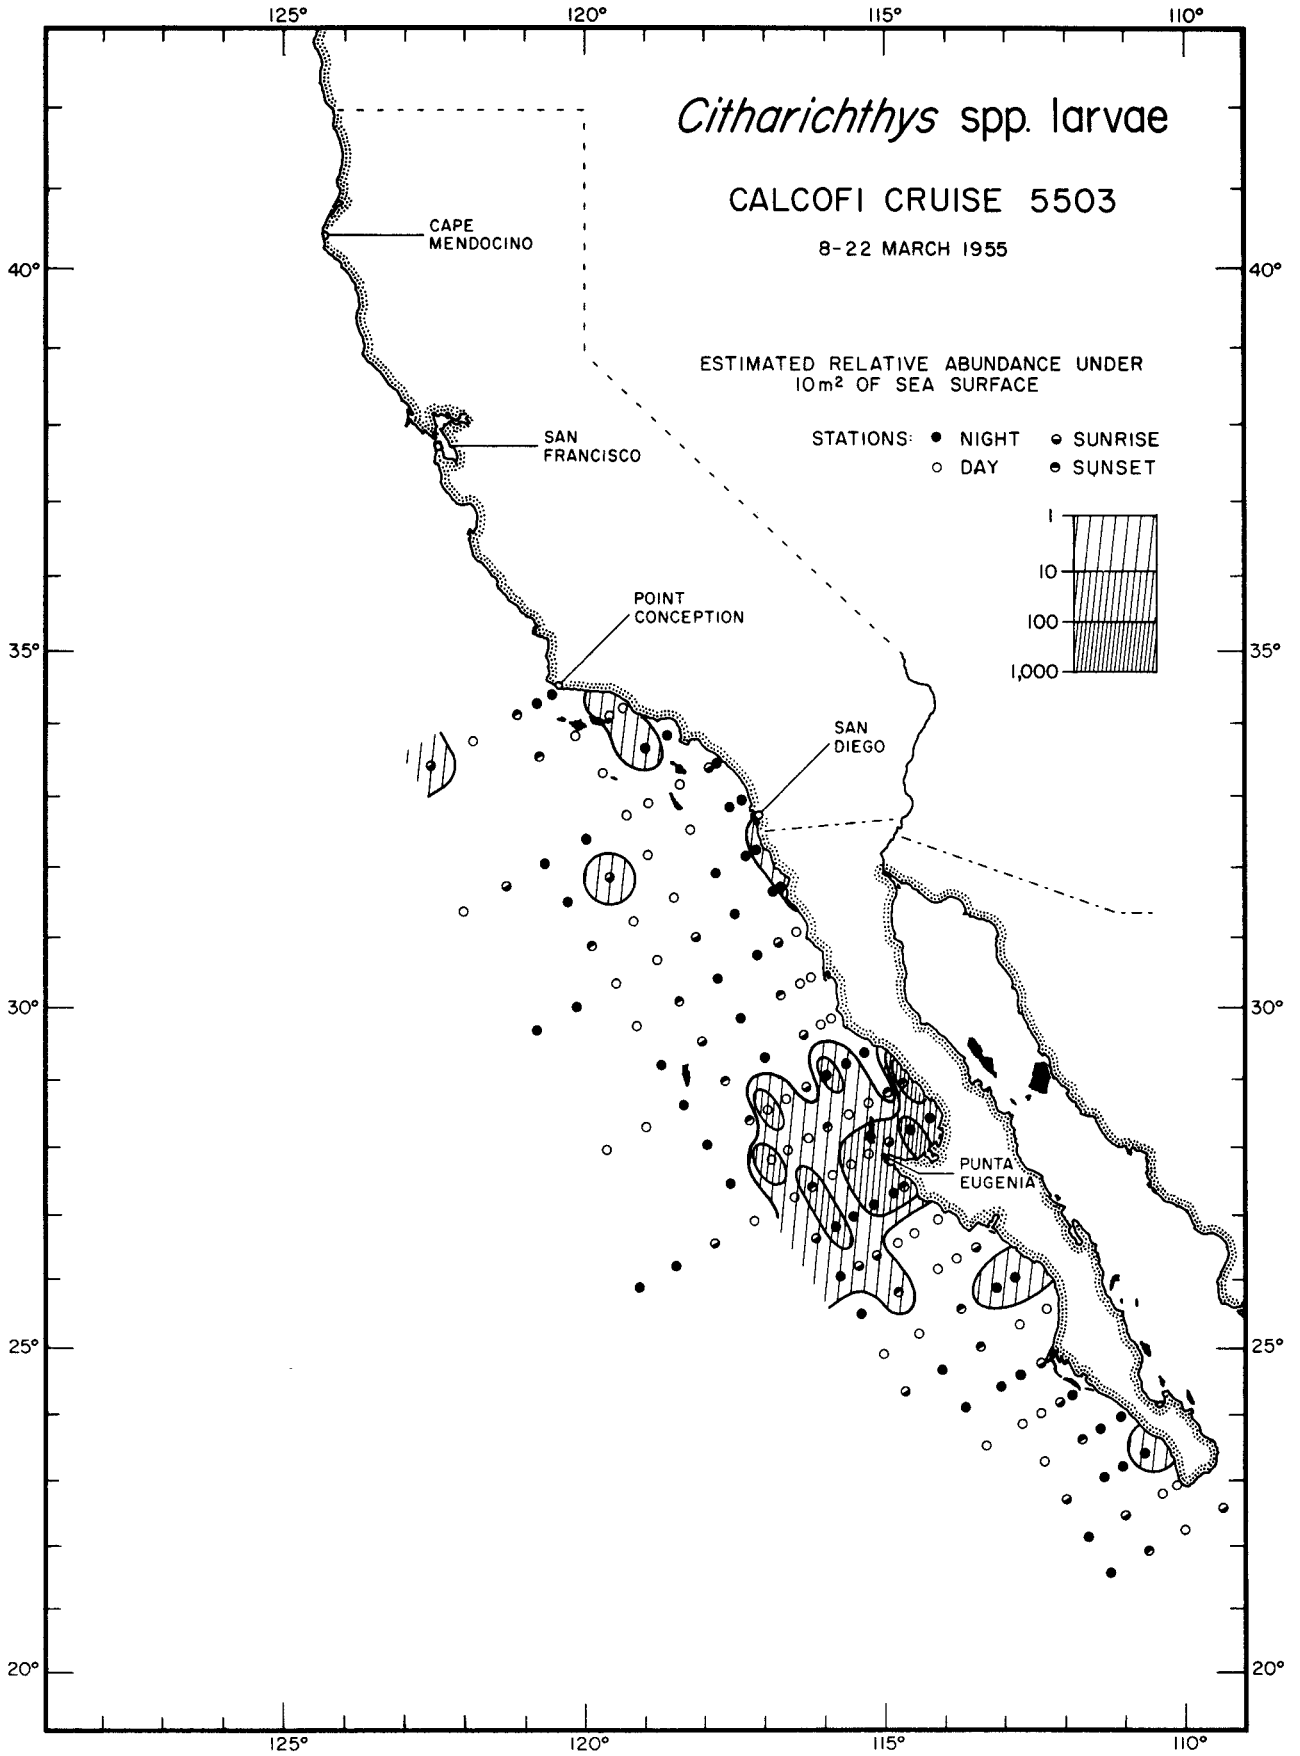 125° 120° 115° 110°
Citharichthys spp. larvae
CALCOFI CRUISE 5503
8-22 MARCH 1955
CAPE
MENDOCINO
40° 40°
ESTIMATED RELATIVE ABUNDANCE UNDER
10m² OF SEA SURFACE
STATIONS: NIGHT SUNRISE
DAY SUNSET
SAN
FRANCISCO
1
10
100
1,000
POINT
CONCEPTION
35° 35°
SAN
DIEGO
30° 30°
PUNTA
EUGENIA
25° 25°
20° 20°
125° 120° 115° 110°